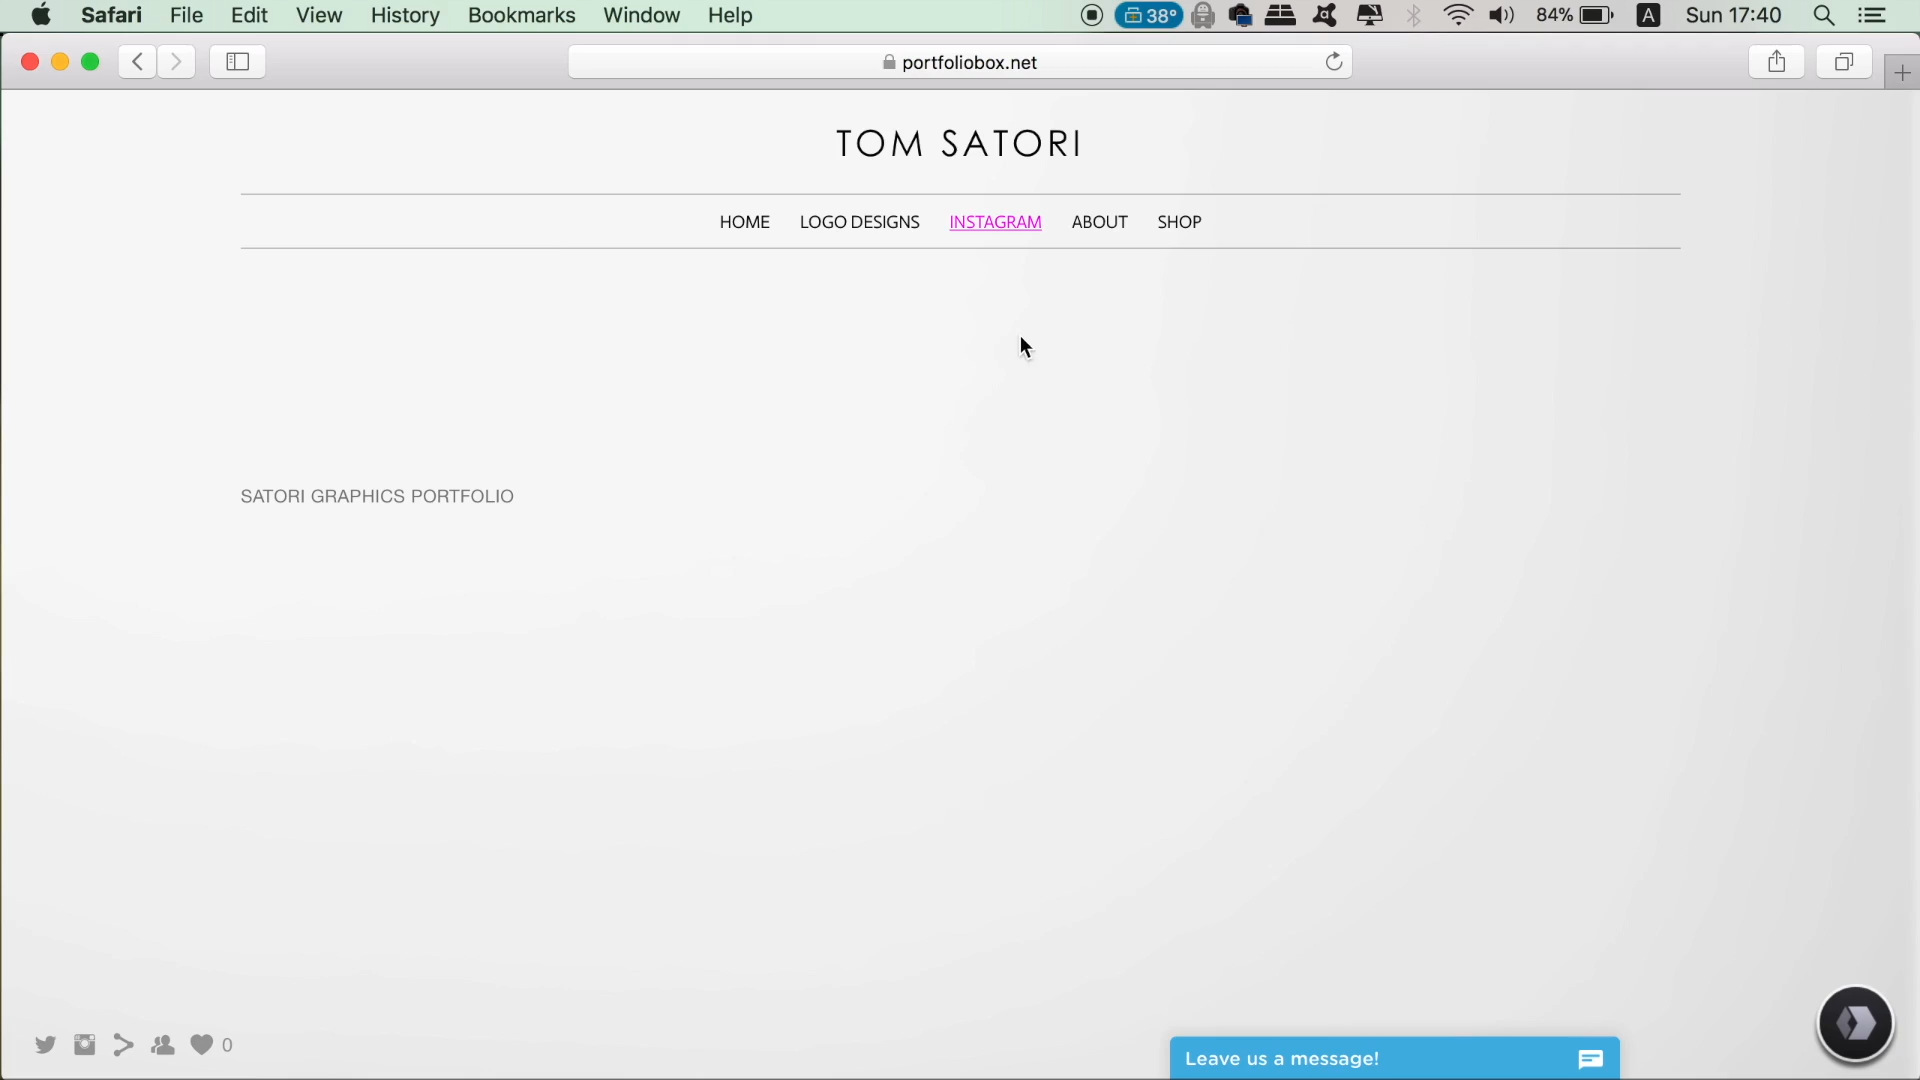 Safari File Edit View History Bookmarks Window Help 38° 84% A Sun 17:40
portfoliobox.net
TOM SATORI
HOME LOGO DESIGNS INSTAGRAM ABOUT SHOP
SATORI GRAPHICS PORTFOLIO
0
Leave us a message!